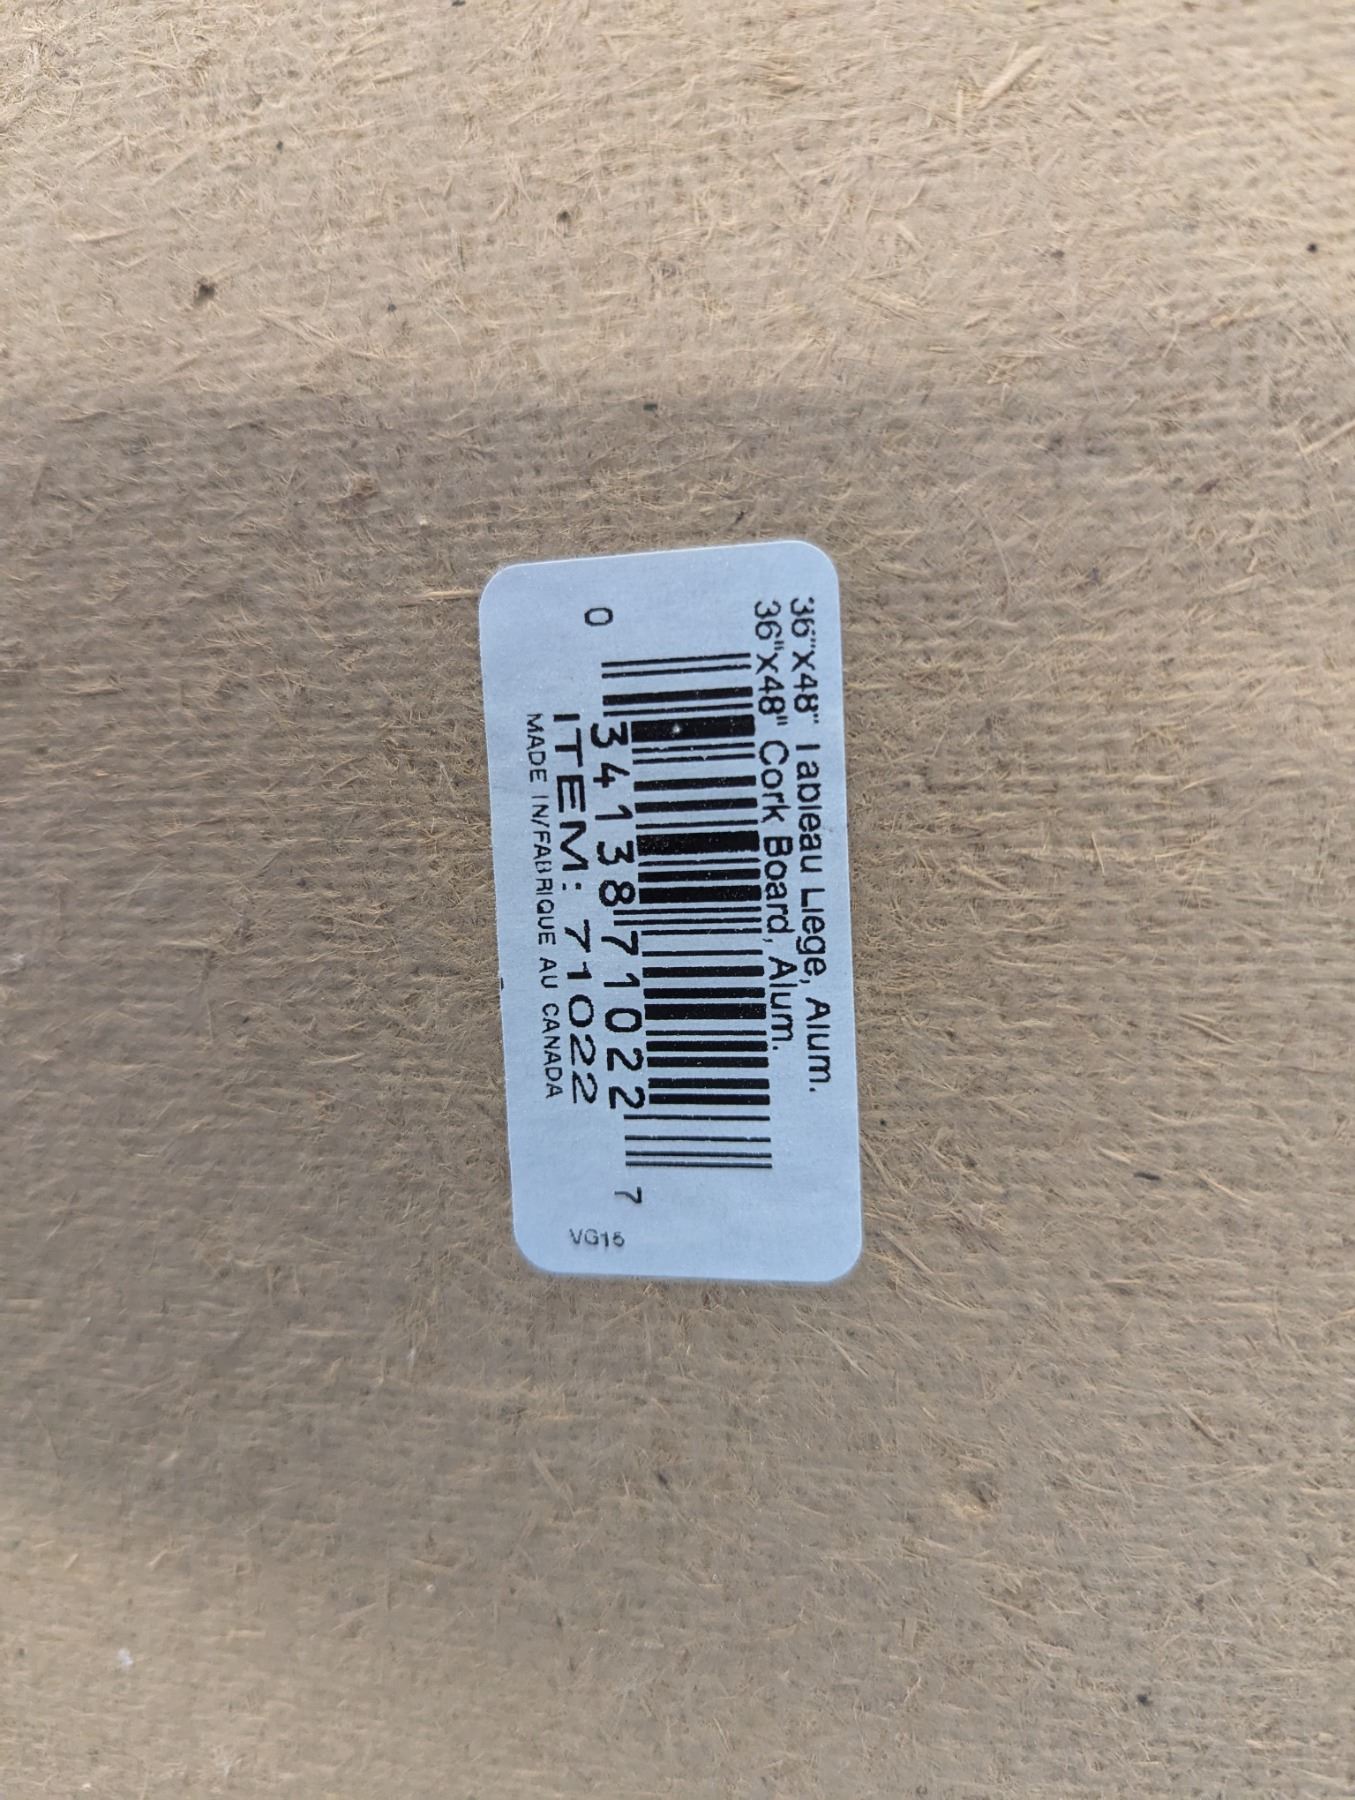 36"x48" Tableau Liege, Alum.
36"x48" Cork Board, Alum.
0 34138 71022 7
ITEM: 71022
MADE IN/FABRIQUE AU CANADA
VG15